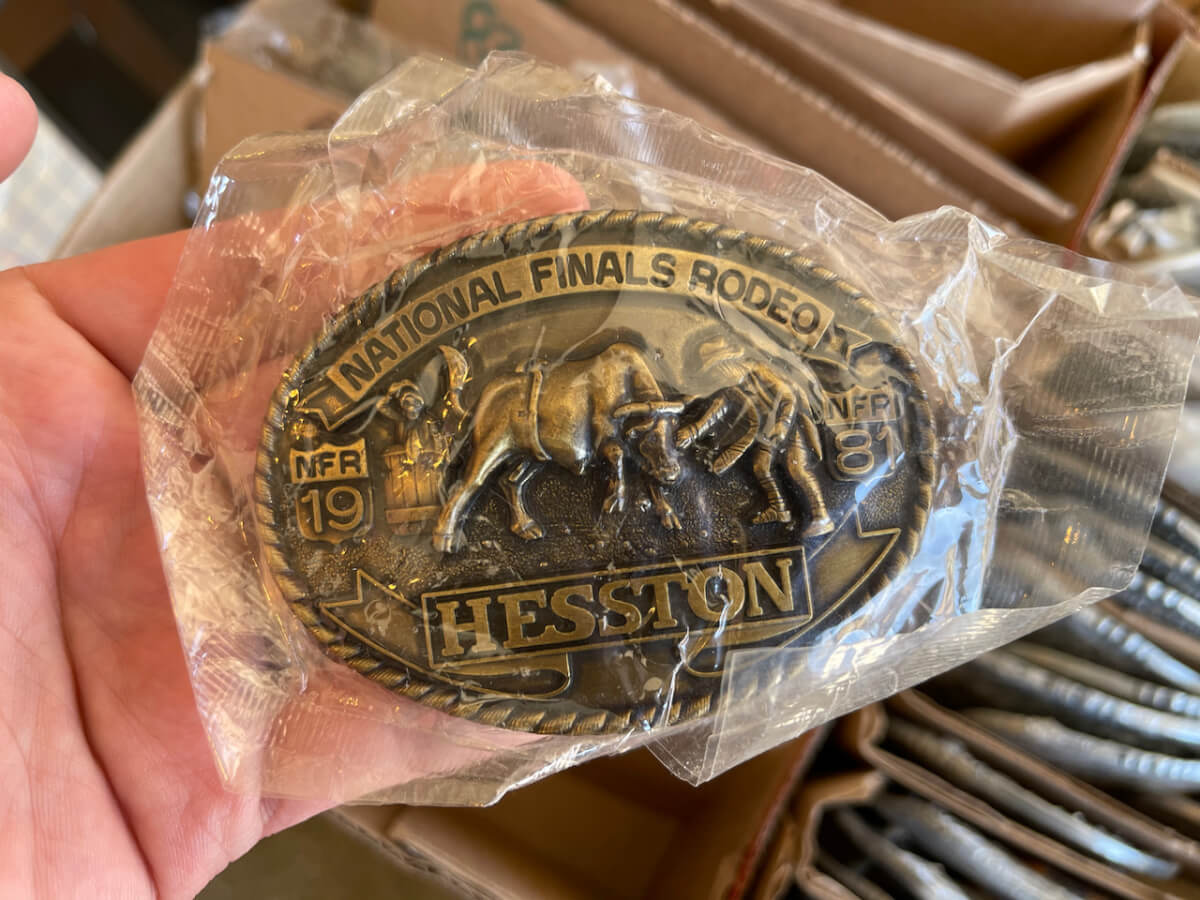 NATIONAL FINALS RODEO
NFR
19
NFR
81
HESSTON